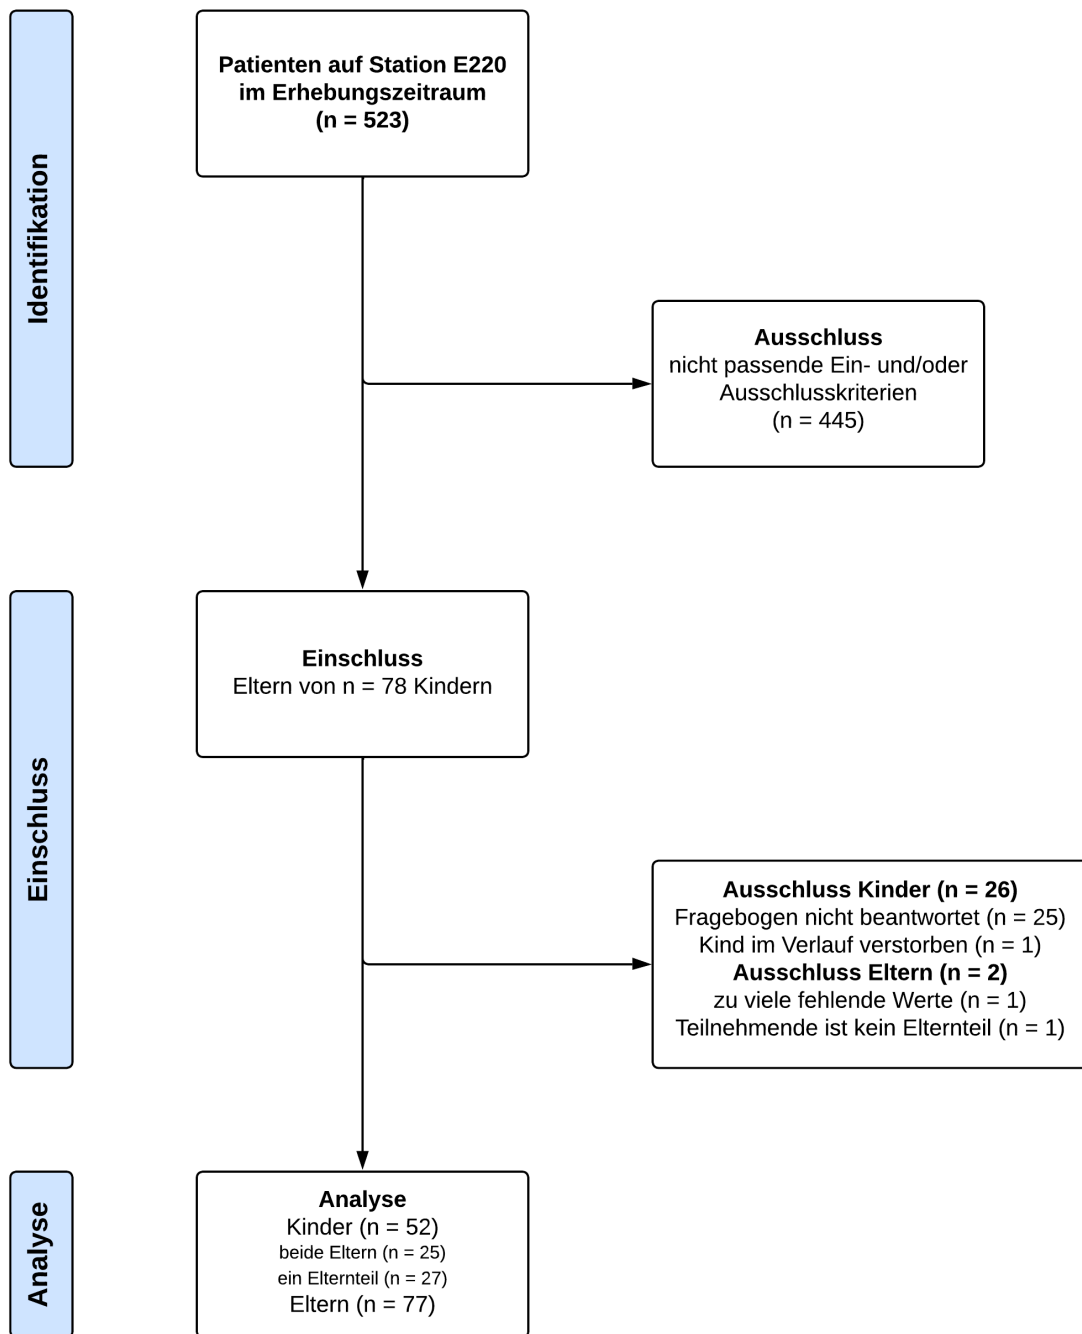 Identifikation
Patienten auf Station E220
im Erhebungszeitraum
(n = 523)
Ausschluss
nicht passende Ein- und/oder
Ausschlusskriterien
(n = 445)
Einschluss
Einschluss
Eltern von n = 78 Kindern
Ausschluss Kinder (n = 26)
Fragebogen nicht beantwortet (n = 25)
Kind im Verlauf verstorben (n = 1)
Ausschluss Eltern (n = 2)
zu viele fehlende Werte (n = 1)
Teilnehmende ist kein Elternteil (n = 1)
Analyse
Analyse
Kinder (n = 52)
beide Eltern (n = 25)
ein Elternteil (n = 27)
Eltern (n = 77)